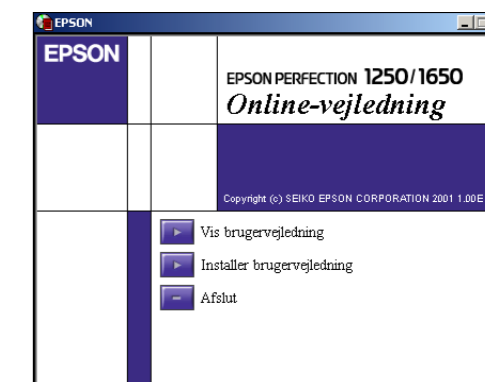 EPSON
EPSON
EPSON PERFECTION 1250/1650
Online-vejledning
Copyright (c) SEIKO EPSON CORPORATION 2001 1.00E
Vis brugervejledning
Installer brugervejledning
Afslut